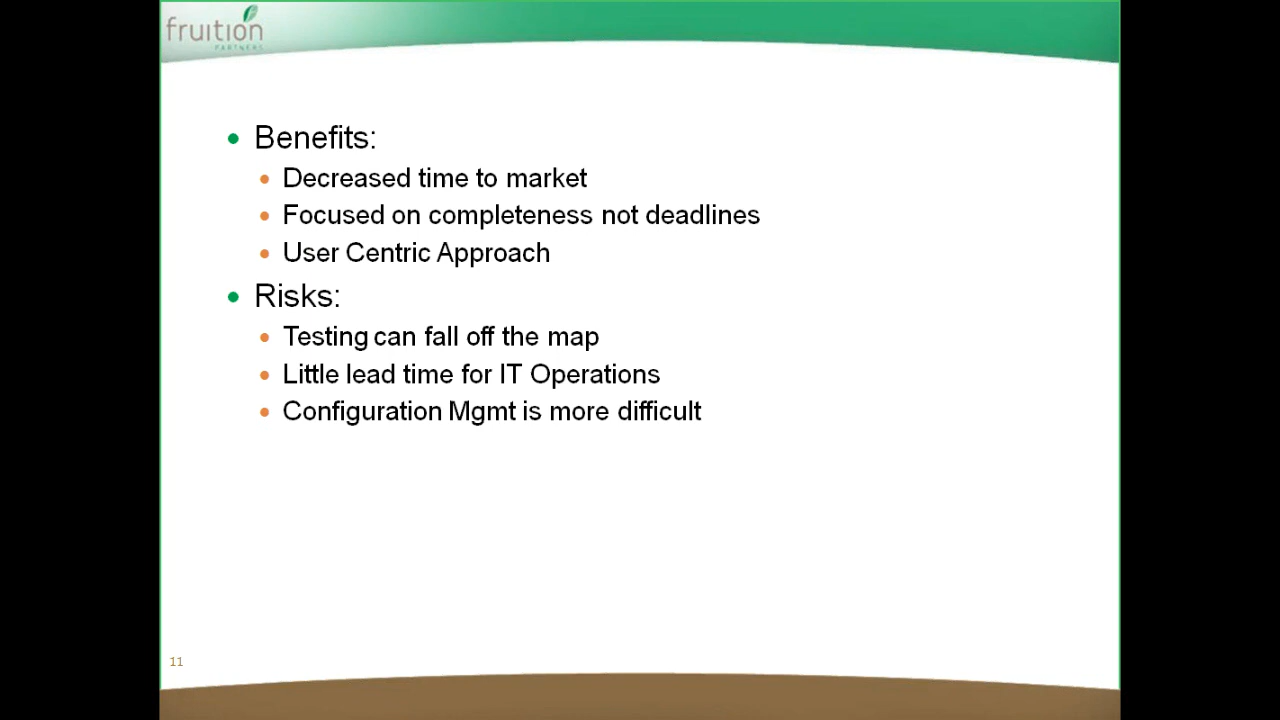 fruition
PARTNERS
Benefits:
Decreased time to market
Focused on completeness not deadlines
User Centric Approach
Risks:
Testing can fall off the map
Little lead time for IT Operations
Configuration Mgmt is more difficult
11